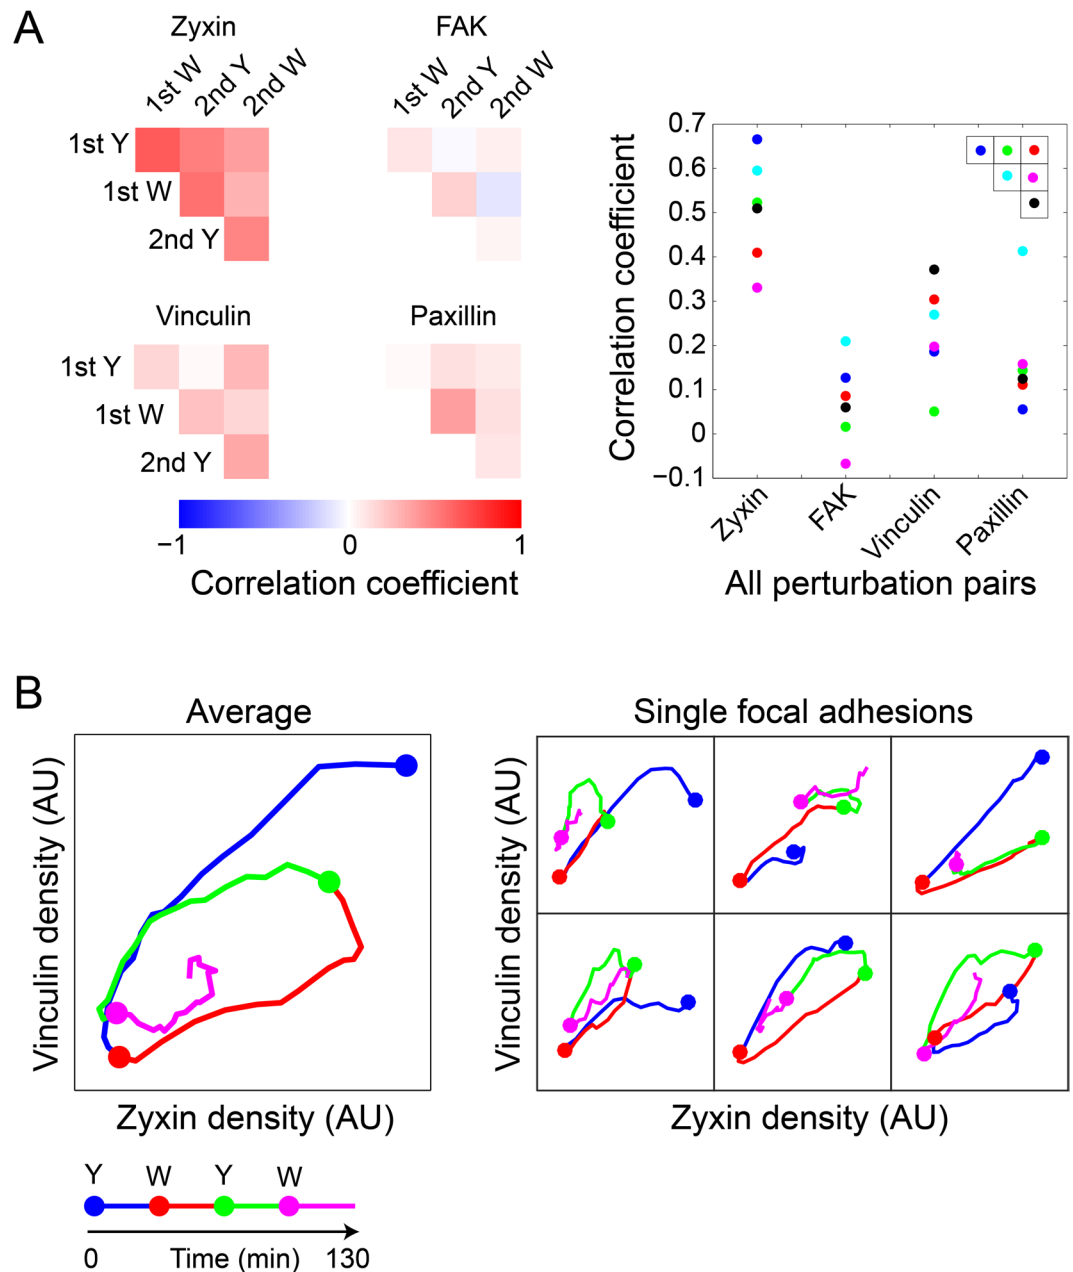 A
Zyxin
FAK
1st W
2nd Y
2nd W
1st W
2nd Y
2nd W
1st Y
1st W
2nd Y
Vinculin
Paxillin
1st Y
1st W
2nd Y
−1
0
1
Correlation coefficient
Correlation coefficient
0.7
0.6
0.5
0.4
0.3
0.2
0.1
0
−0.1
Zyxin
FAK
Vinculin
Paxillin
All perturbation pairs
B
Average
Single focal adhesions
Vinculin density (AU)
Vinculin density (AU)
Zyxin density (AU)
Zyxin density (AU)
Y W Y W
0 Time (min) 130